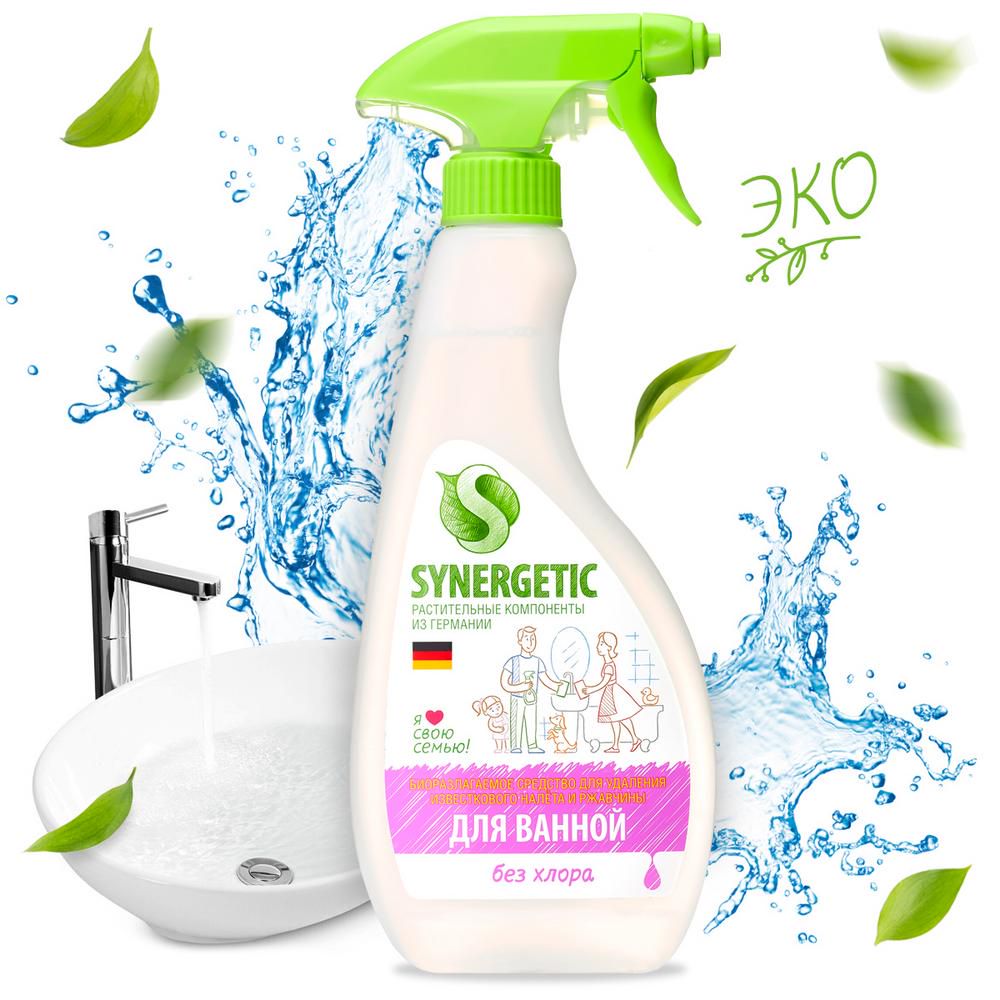 ЭКО
SYNERGETIC
РАСТИТЕЛЬНЫЕ КОМПОНЕНТЫ
ИЗ ГЕРМАНИИ
Я
СВОЮ
СЕМЬЮ!
БИОРАЗЛАГАЕМОЕ СРЕДСТВО ДЛЯ УДАЛЕНИЯ
ИЗВЕСТКОВОГО НАЛЕТА И РЖАВЧИНЫ
ДЛЯ ВАННОЙ
без хлора